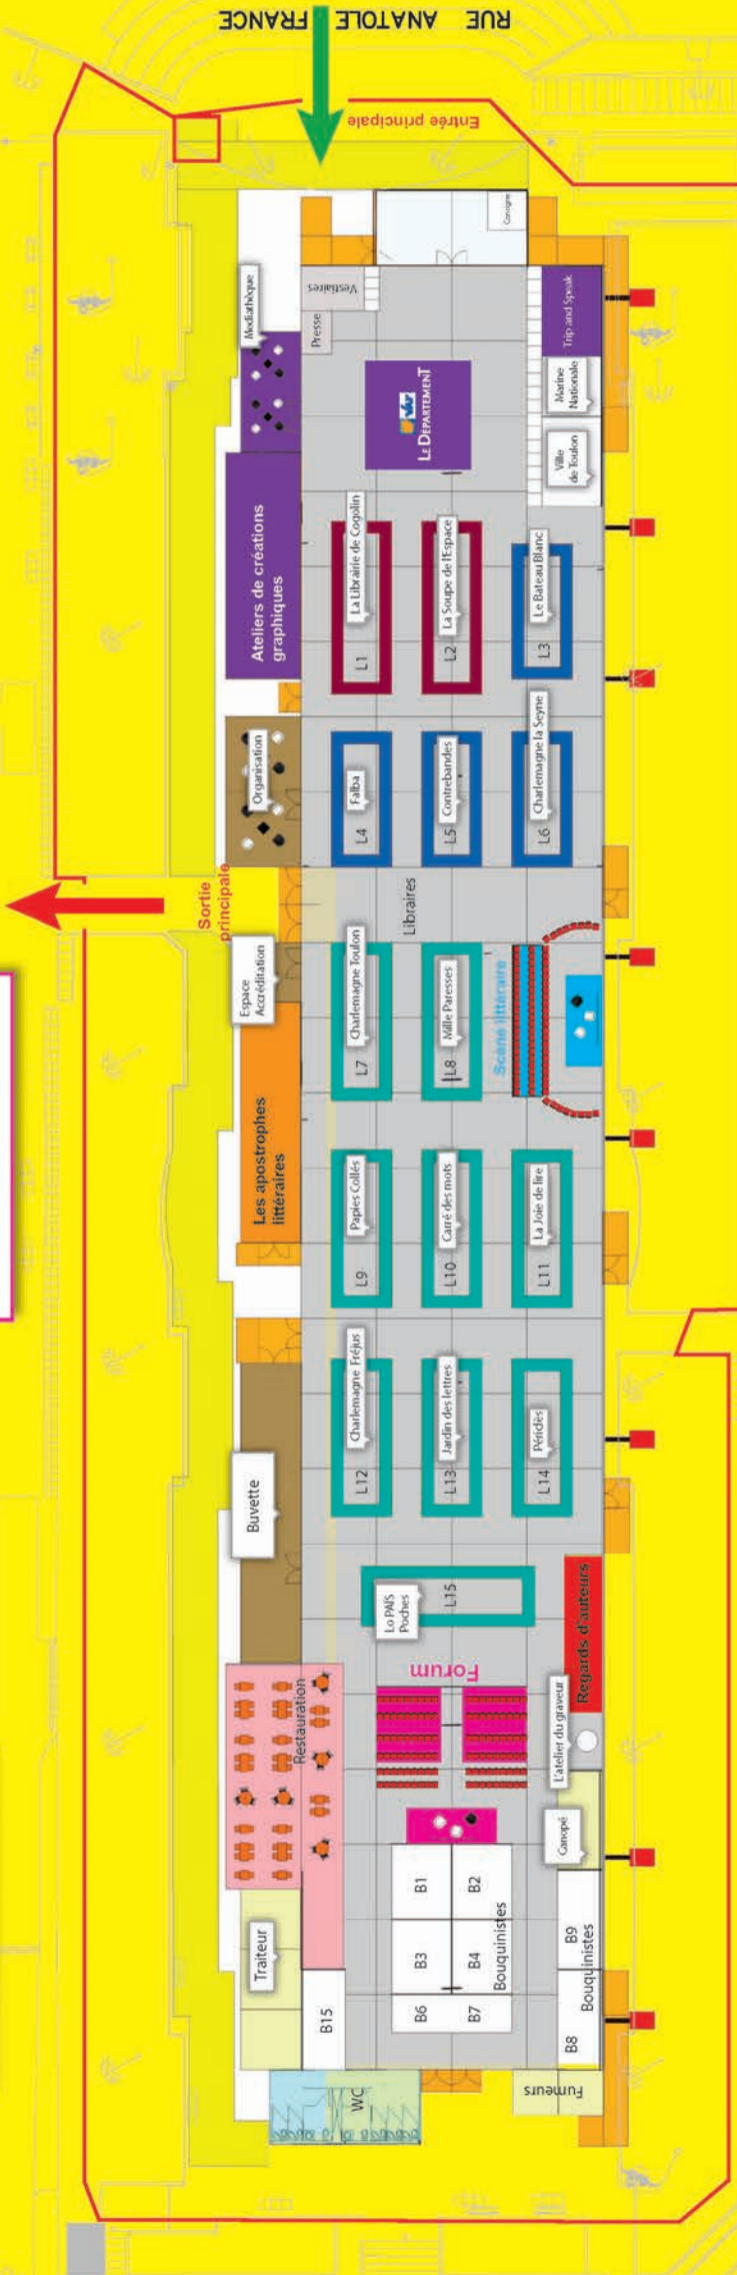 RUE ANATOLE FRANCE
Entrée principale
Consigne
Vestiaires
Presse
Mediathèque
LE DÉPARTEMENT
Trip and Speak
Marine
Nationale
Ville
de Toulon
Ateliers de créations
graphiques
La Librairie de Cogolin
L1
La Soupe de l'Espace
L2
Le Bateau Blanc
L3
Organisation
Falba
L4
Contrebandes
L5
Charlemagne la Seyne
L6
Sortie
principale
Libraires
Espace
Accréditation
Charlemagne Toulon
L7
Mille Paresses
L8
Scène littéraire
Les apostrophes
littéraires
Papies Collés
L9
Carré des mots
L10
La Joie de lire
L11
Charlemagne Fréjus
L12
Jardin des lettres
L13
Péridès
L14
Buvette
Lo PAÏS
Poches
L15
Regards d'auteurs
Forum
Restauration
L'atelier du graveur
Canopé
Traiteur
B1
B2
B3
B4
Bouquinistes
B6
B7
B9
Bouquinistes
B8
B15
WC
Fumeurs